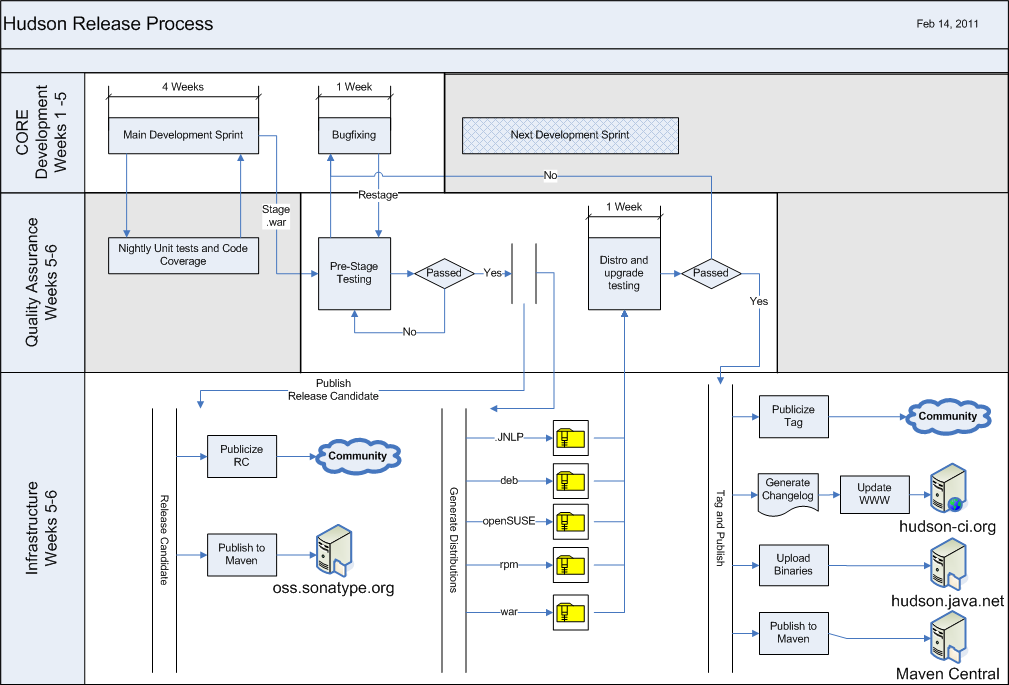 Hudson Release Process
Feb 14, 2011
CORE
Development
Weeks 1 -5
4 Weeks
Main Development Sprint
1 Week
Bugfixing
Next Development Sprint
No
Restage
Quality Assurance
Weeks 5-6
Stage
.war
Nightly Unit tests and Code
Coverage
Pre-Stage
Testing
Passed
Yes
No
1 Week
Distro and
upgrade
testing
Passed
Yes
Infrastructure
Weeks 5-6
Publish
Release Candidate
Release Candidate
Publicize
RC
Community
Publish to
Maven
oss.sonatype.org
Generate Distributions
.JNLP
deb
openSUSE
rpm
war
Tag and Publish
Publicize
Tag
Community
Generate
Changelog
Update
WWW
hudson-ci.org
Upload
Binaries
hudson.java.net
Publish to
Maven
Maven Central